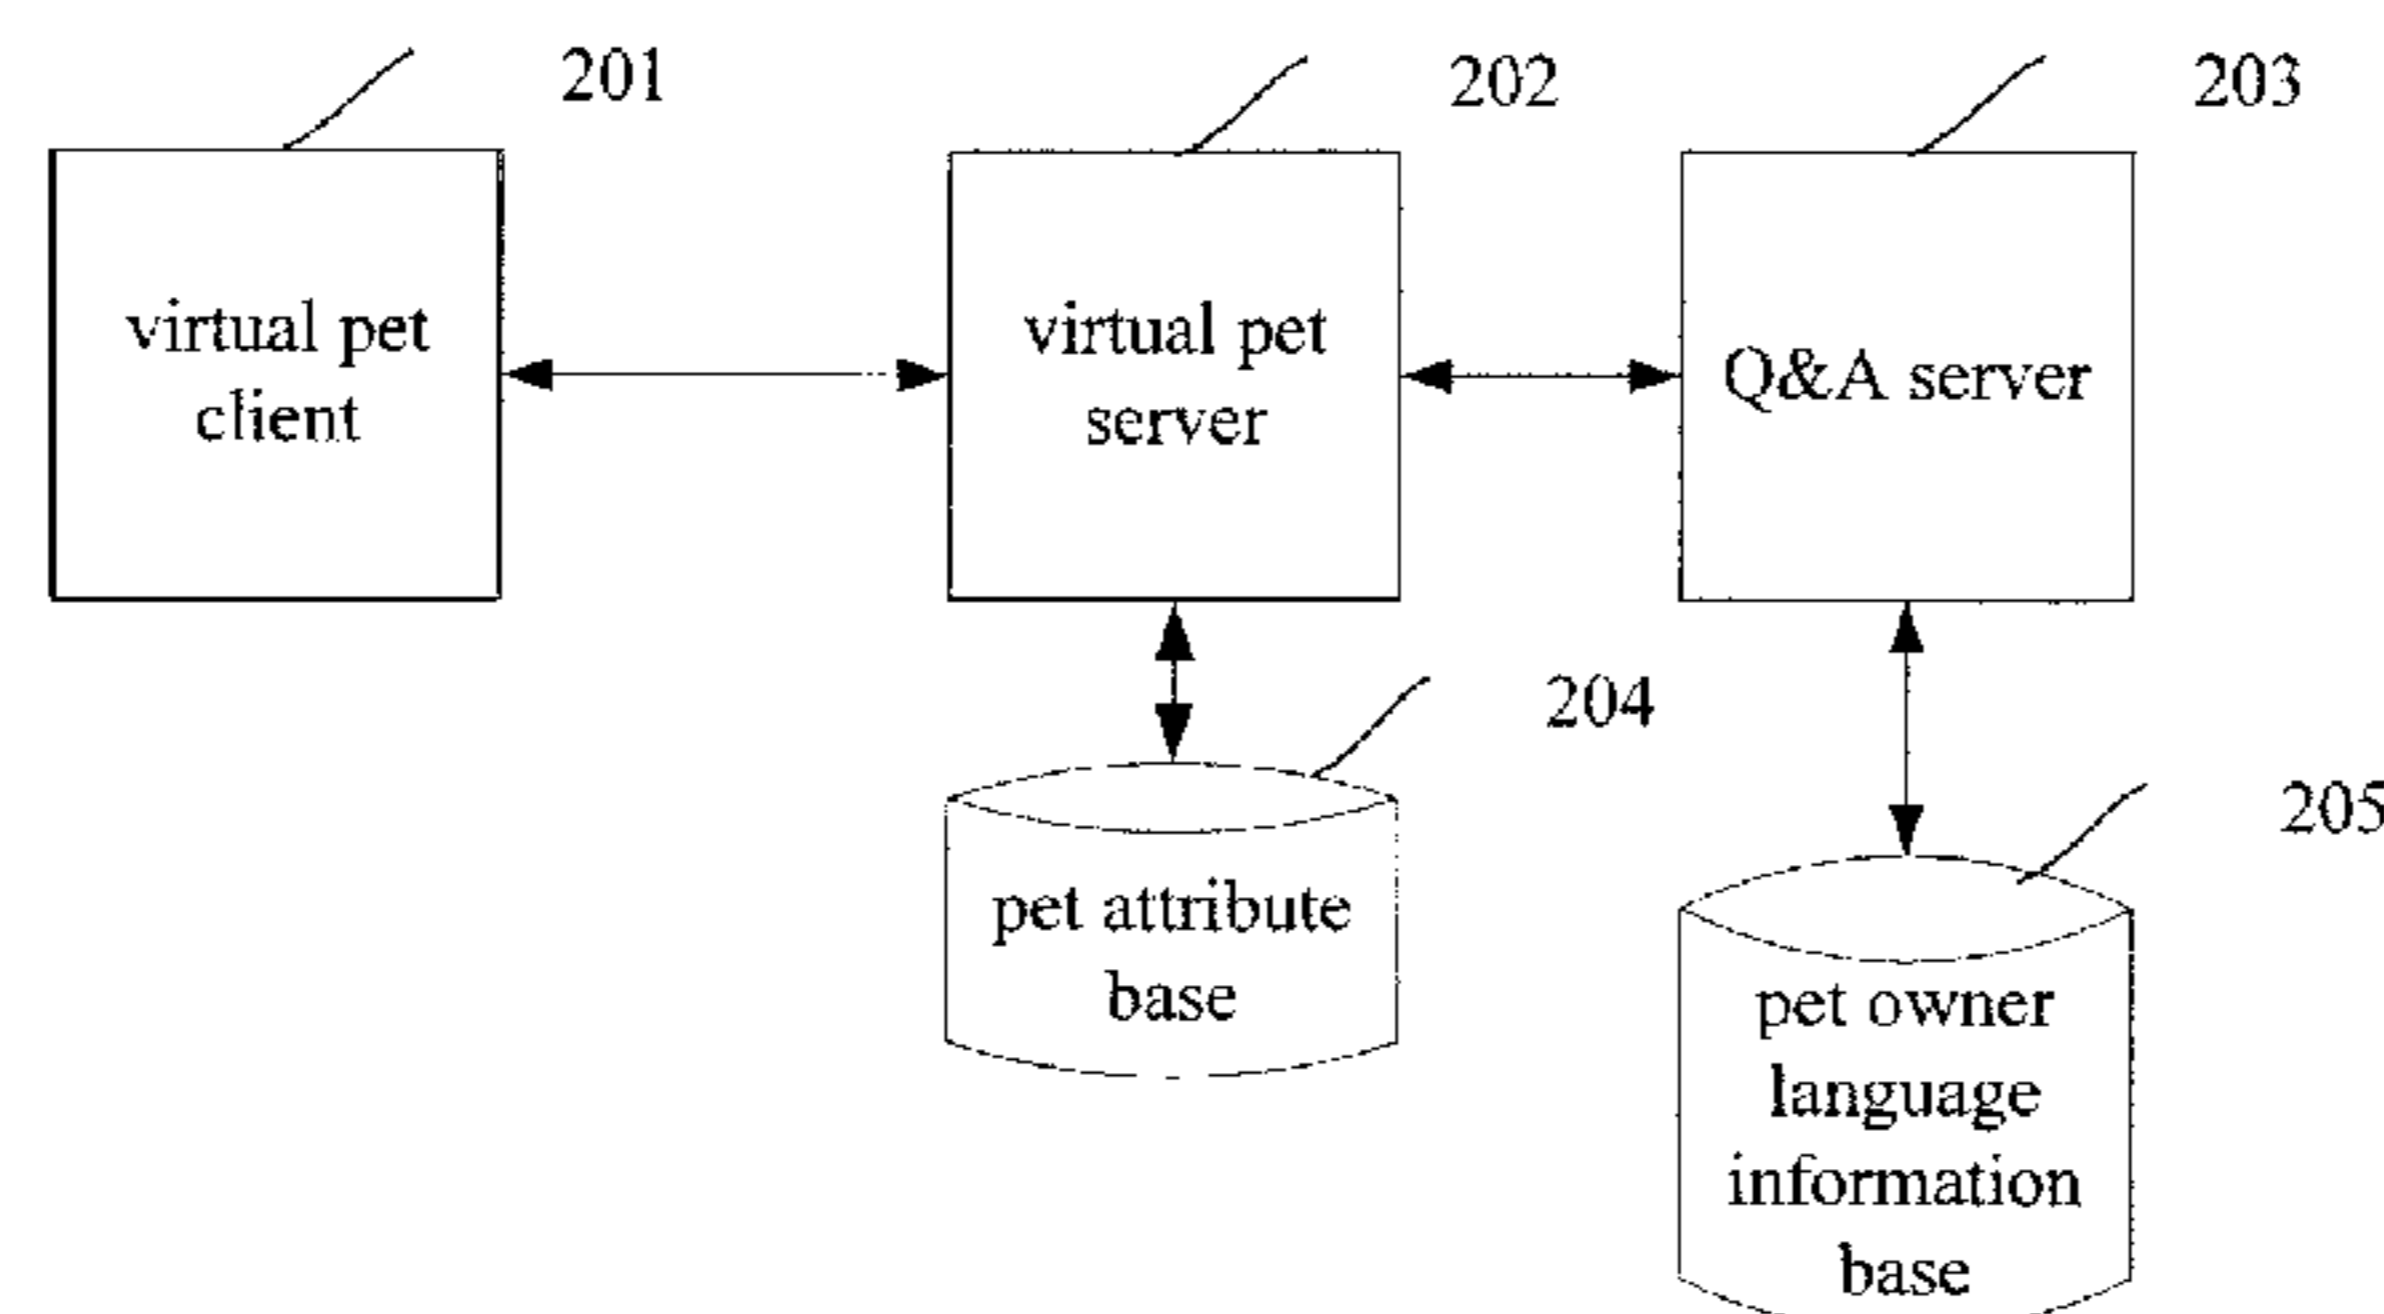 201
202
203
virtual pet
client
virtual pet
server
Q&A server
204
205
pet attribute
base
pet owner
language
information
base